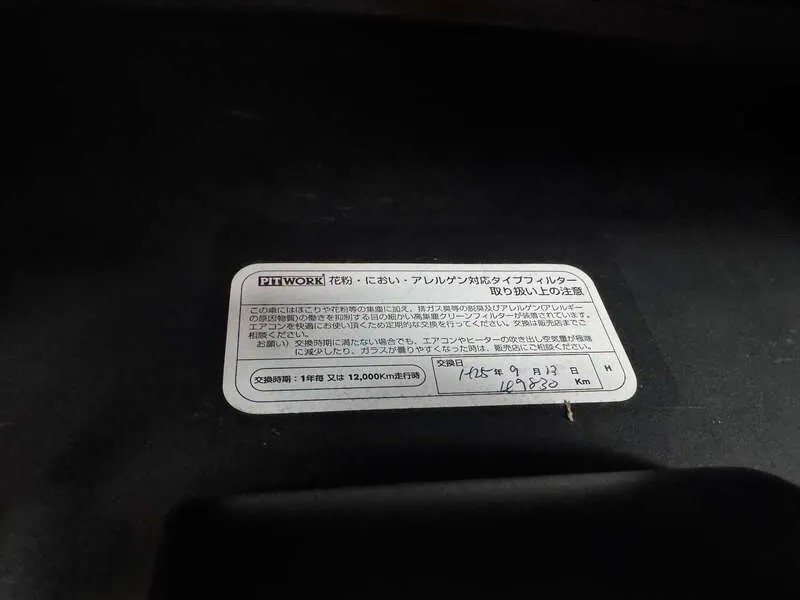 PITWORK 花粉・におい・アレルゲン対応タイプフィルター
取り扱い上の注意
この車にはほこりや花粉等の集塵に加え、排ガス臭等の脱臭及びアレルゲン(アレルギー
の原因物質)の働きを抑制する目の細かい高集塵クリーンフィルターが装着されています。
エアコンを快適にお使い頂くため定期的な交換を行ってください。交換は販売店までご
相談ください。
お願い）交換時期に満たない場合でも、エアコンやヒーターの吹き出し空気量が極端
に減少したり、ガラスが曇りやすくなった時は、販売店にご相談ください。
交換時期：1年毎 又は 12,000Km走行時
交換日
H25年 9月 13日 H
109830 Km